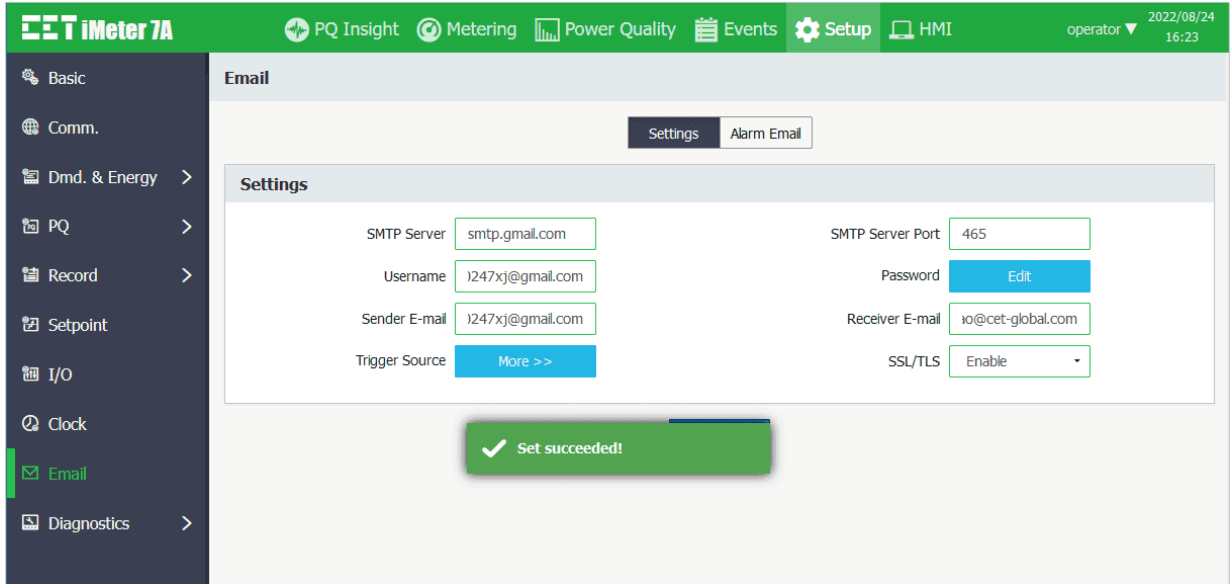 CET iMeter 7A
PQ Insight Metering Power Quality Events Setup HMI operator 2022/08/24
16:23
Basic
Comm.
Dmd. & Energy
PQ
Record
Setpoint
I/O
Clock
Email
Diagnostics
Email
Settings Alarm Email
Settings
SMTP Server smtp.gmail.com SMTP Server Port 465
Username 0247xj@gmail.com Password Edit
Sender E-mail 0247xj@gmail.com Receiver E-mail ao@cet-global.com
Trigger Source More >> SSL/TLS Enable
Set succeeded!